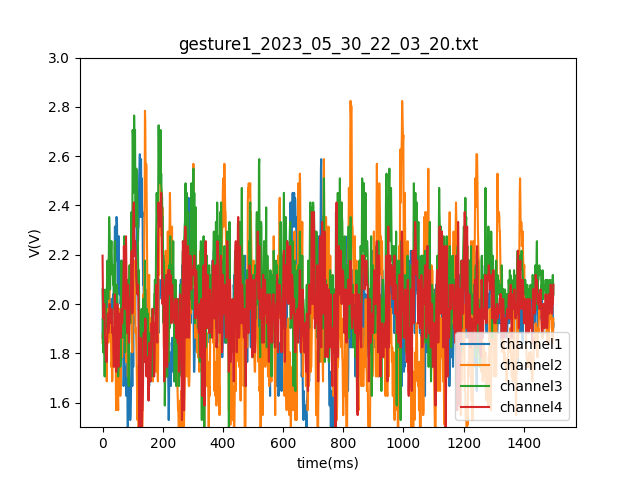 gesture1_2023_05_30_22_03_20.txt
3.0
2.8
2.6
2.4
2.2
2.0
1.8
1.6
V(V)
0 200 400 600 800 1000 1200 1400
time(ms)
channel1
channel2
channel3
channel4